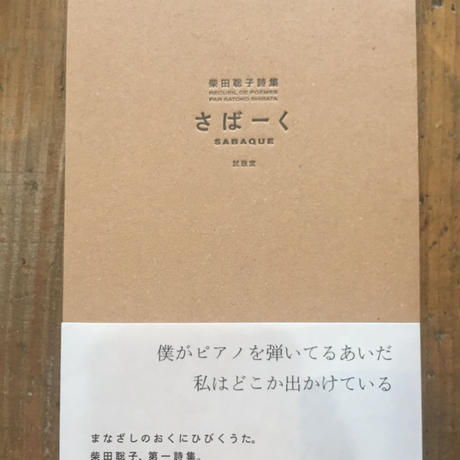 柴田聡子詩集
RECUEIL DE POEMES
PAR SATOKO SHIBATA
さばーく
SABAQUE
試験室
僕がピアノを弾いてるあいだ
私はどこか出かけている
まなざしのおくにひびくうた。
柴田聡子、第一詩集。